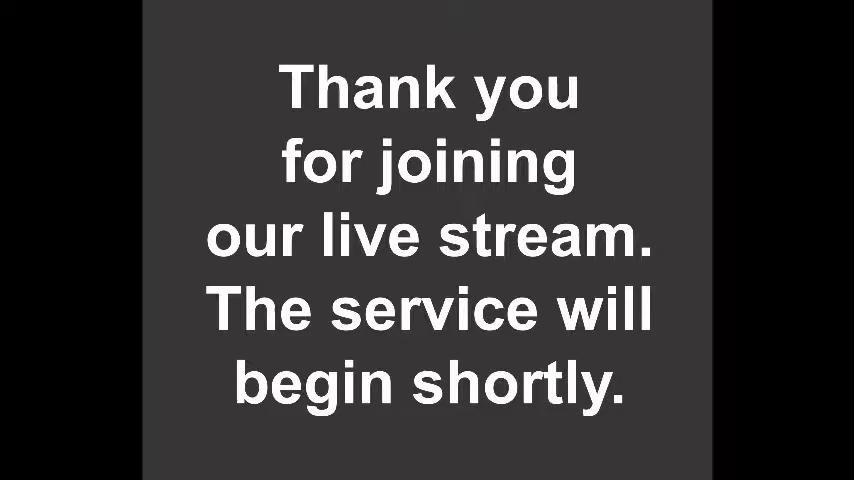 Thank you
for joining
our live stream.
The service will
begin shortly.